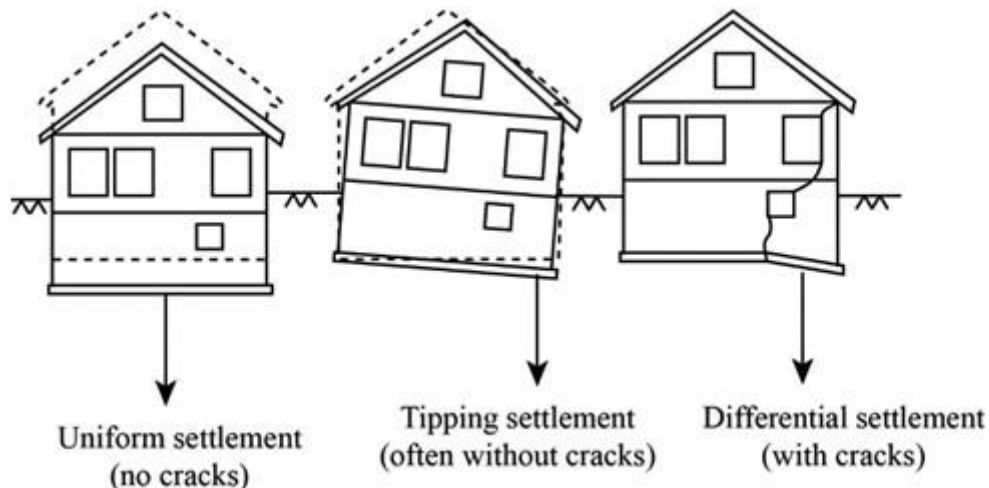 Uniform settlement
(no cracks)
Tipping settlement
(often without cracks)
Differential settlement
(with cracks)